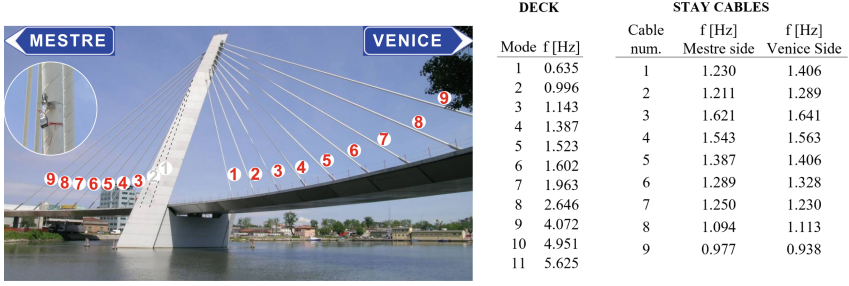 MESTRE
VENICE
9 8 7 6 5 4 3 2 1
1 2 3 4 5 6 7 8 9
DECK
Mode f [Hz]
1 0.635
2 0.996
3 1.143
4 1.387
5 1.523
6 1.602
7 1.963
8 2.646
9 4.072
10 4.951
11 5.625
STAY CABLES
Cable num. f [Hz] Mestre side f [Hz] Venice Side
1 1.230 1.406
2 1.211 1.289
3 1.621 1.641
4 1.543 1.563
5 1.387 1.406
6 1.289 1.328
7 1.250 1.230
8 1.094 1.113
9 0.977 0.938